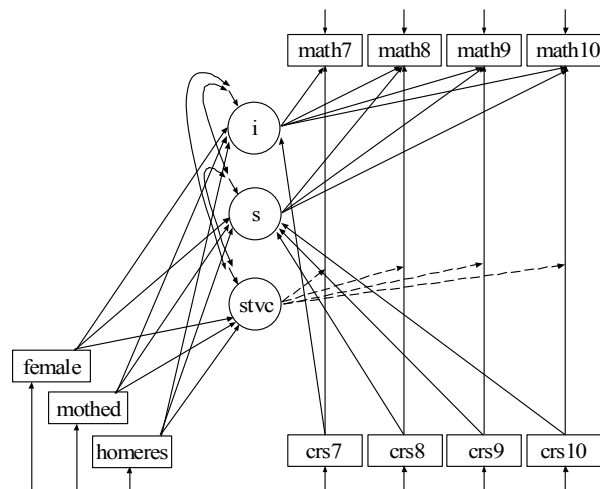 math7 math8 math9 math10
i
s
stvc
female
mothed
homeres
crs7 crs8 crs9 crs10